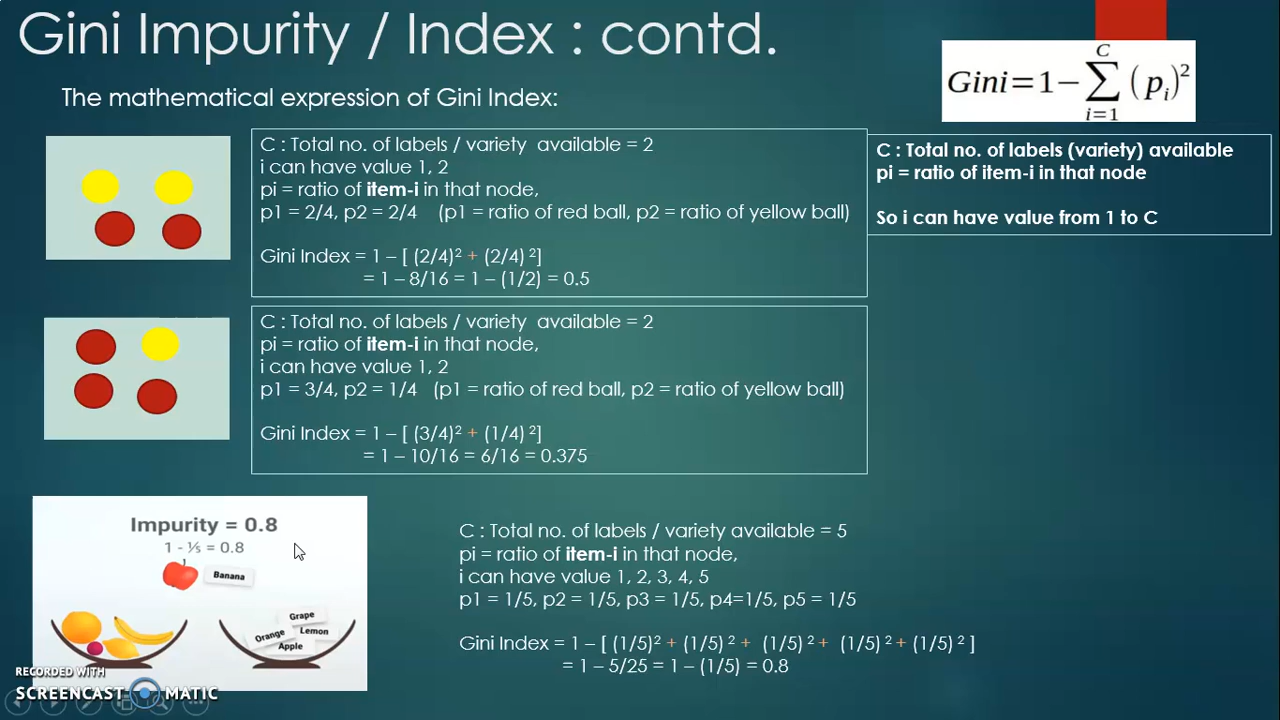 Gini Impurity / Index : contd.
The mathematical expression of Gini Index:
Gini=1−∑(pᵢ)²
C
i=1
C : Total no. of labels / variety available = 2
i can have value 1, 2
pi = ratio of item-i in that node,
p1 = 2/4, p2 = 2/4 (p1 = ratio of red ball, p2 = ratio of yellow ball)
Gini Index = 1 – [ (2/4)² + (2/4) ²]
= 1 – 8/16 = 1 – (1/2) = 0.5
C : Total no. of labels (variety) available
pi = ratio of item-i in that node
So i can have value from 1 to C
C : Total no. of labels / variety available = 2
pi = ratio of item-i in that node,
i can have value 1, 2
p1 = 3/4, p2 = 1/4 (p1 = ratio of red ball, p2 = ratio of yellow ball)
Gini Index = 1 – [ (3/4)² + (1/4) ²]
= 1 – 10/16 = 6/16 = 0.375
Impurity = 0.8
1 - ⅕ = 0.8
Banana
Grape
Orange
Lemon
Apple
C : Total no. of labels / variety available = 5
pi = ratio of item-i in that node,
i can have value 1, 2, 3, 4, 5
p1 = 1/5, p2 = 1/5, p3 = 1/5, p4=1/5, p5 = 1/5
Gini Index = 1 – [ (1/5)² + (1/5) ² + (1/5) ² + (1/5) ² + (1/5) ² ]
= 1 – 5/25 = 1 – (1/5) = 0.8
RECORDED WITH
SCREENCAST MATIC